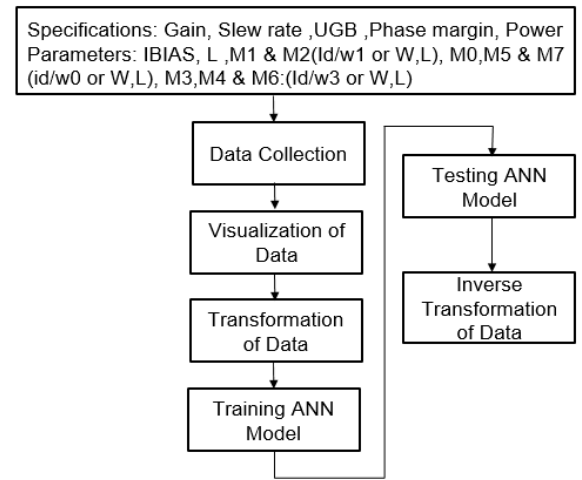 Specifications: Gain, Slew rate ,UGB ,Phase margin, Power
Parameters: IBIAS, L ,M1 & M2(Id/w1 or W,L), M0,M5 & M7
(id/w0 or W,L), M3,M4 & M6:(Id/w3 or W,L)
Data Collection
Visualization of
Data
Transformation
of Data
Training ANN
Model
Testing ANN
Model
Inverse
Transformation
of Data